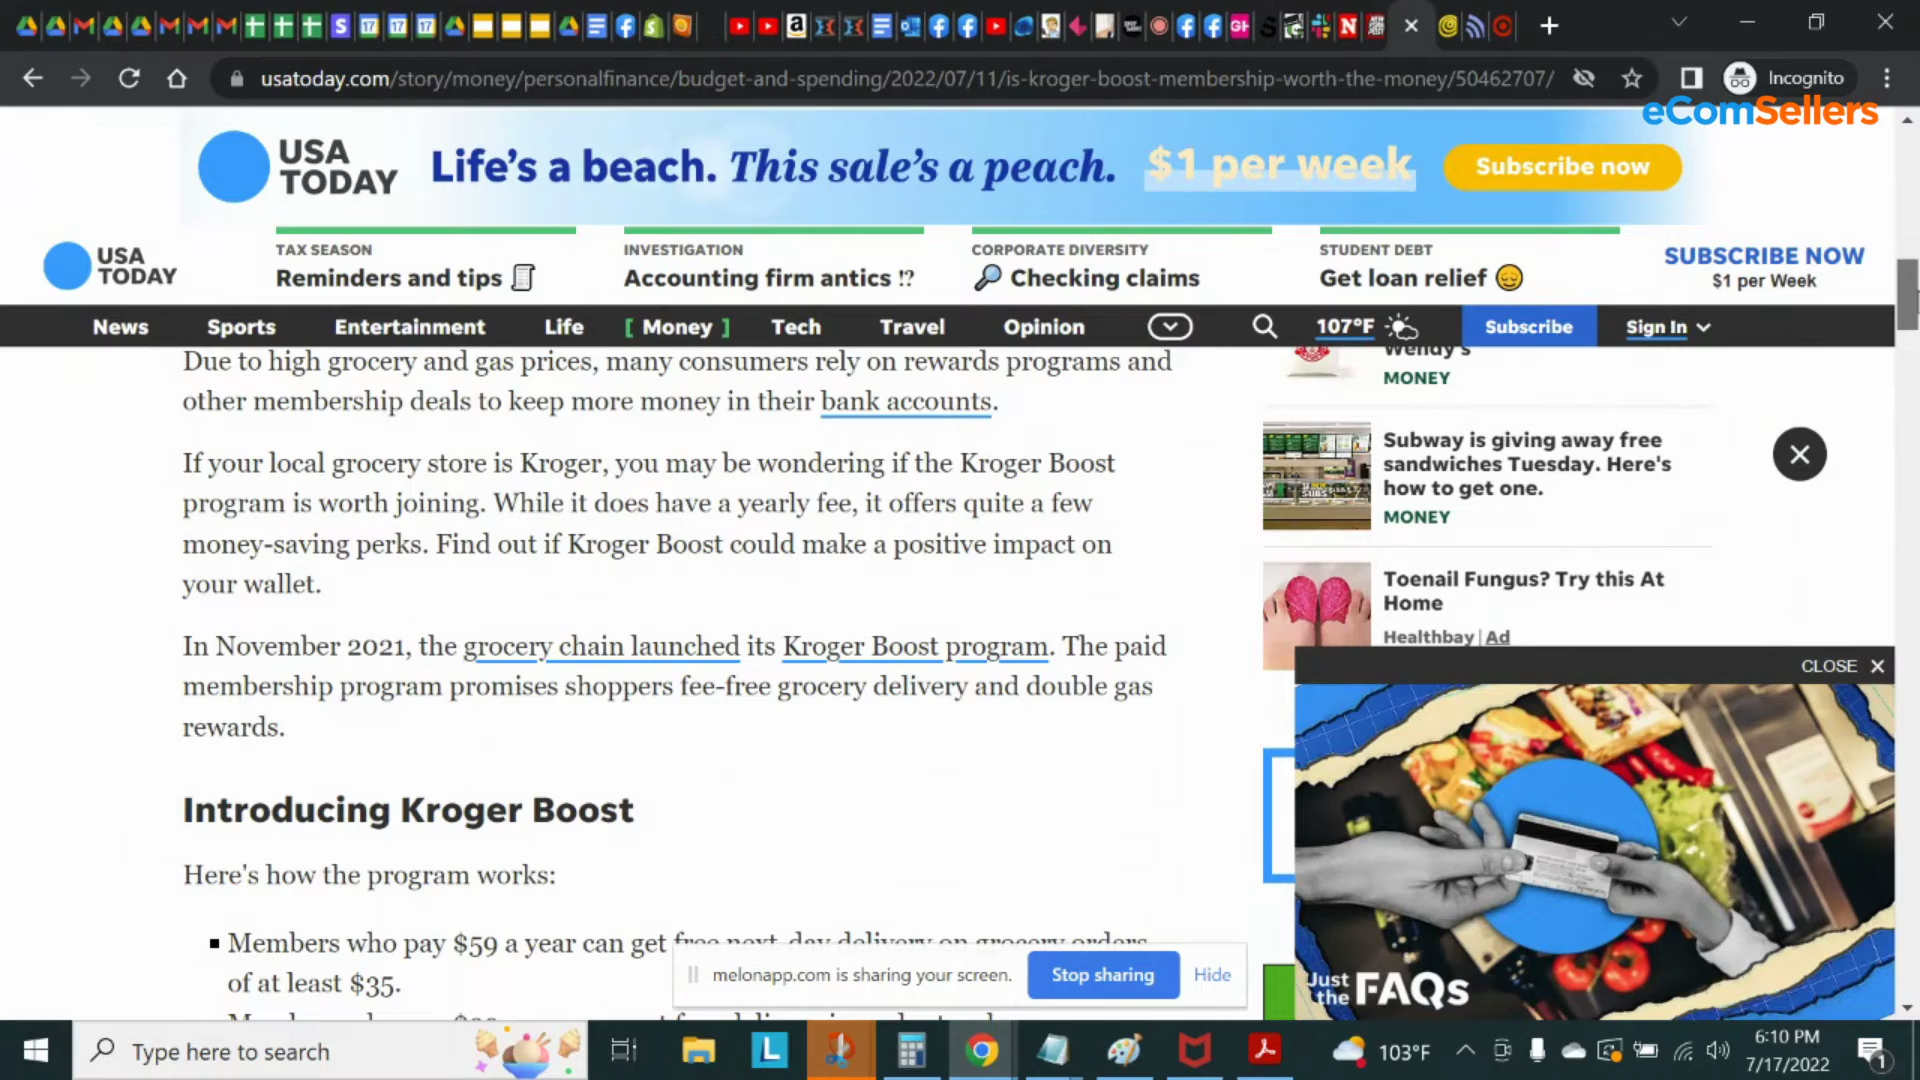 usatoday.com/story/money/personalfinance/budget-and-spending/2022/07/11/is-kroger-boost-membership-worth-the-money/50462707/
Incognito
eComSellers
USA TODAY
Life's a beach. This sale's a peach.
$1 per week
Subscribe now
USA TODAY
TAX SEASON
Reminders and tips
INVESTIGATION
Accounting firm antics !?
CORPORATE DIVERSITY
Checking claims
STUDENT DEBT
Get loan relief
SUBSCRIBE NOW
$1 per Week
News Sports Entertainment Life [ Money ] Tech Travel Opinion 107°F Subscribe Sign In
Due to high grocery and gas prices, many consumers rely on rewards programs and
other membership deals to keep more money in their bank accounts.
If your local grocery store is Kroger, you may be wondering if the Kroger Boost
program is worth joining. While it does have a yearly fee, it offers quite a few
money-saving perks. Find out if Kroger Boost could make a positive impact on
your wallet.
In November 2021, the grocery chain launched its Kroger Boost program. The paid
membership program promises shoppers fee-free grocery delivery and double gas
rewards.
Introducing Kroger Boost
Here's how the program works:
Members who pay $59 a year can get free next-day delivery on grocery orders
of at least $35.
Wendy's
MONEY
Subway is giving away free
sandwiches Tuesday. Here's
how to get one.
MONEY
Toenail Fungus? Try this At
Home
Healthbay | Ad
CLOSE
Just the FAQs
melonapp.com is sharing your screen.
Stop sharing
Hide
Type here to search
103°F
6:10 PM
7/17/2022
1